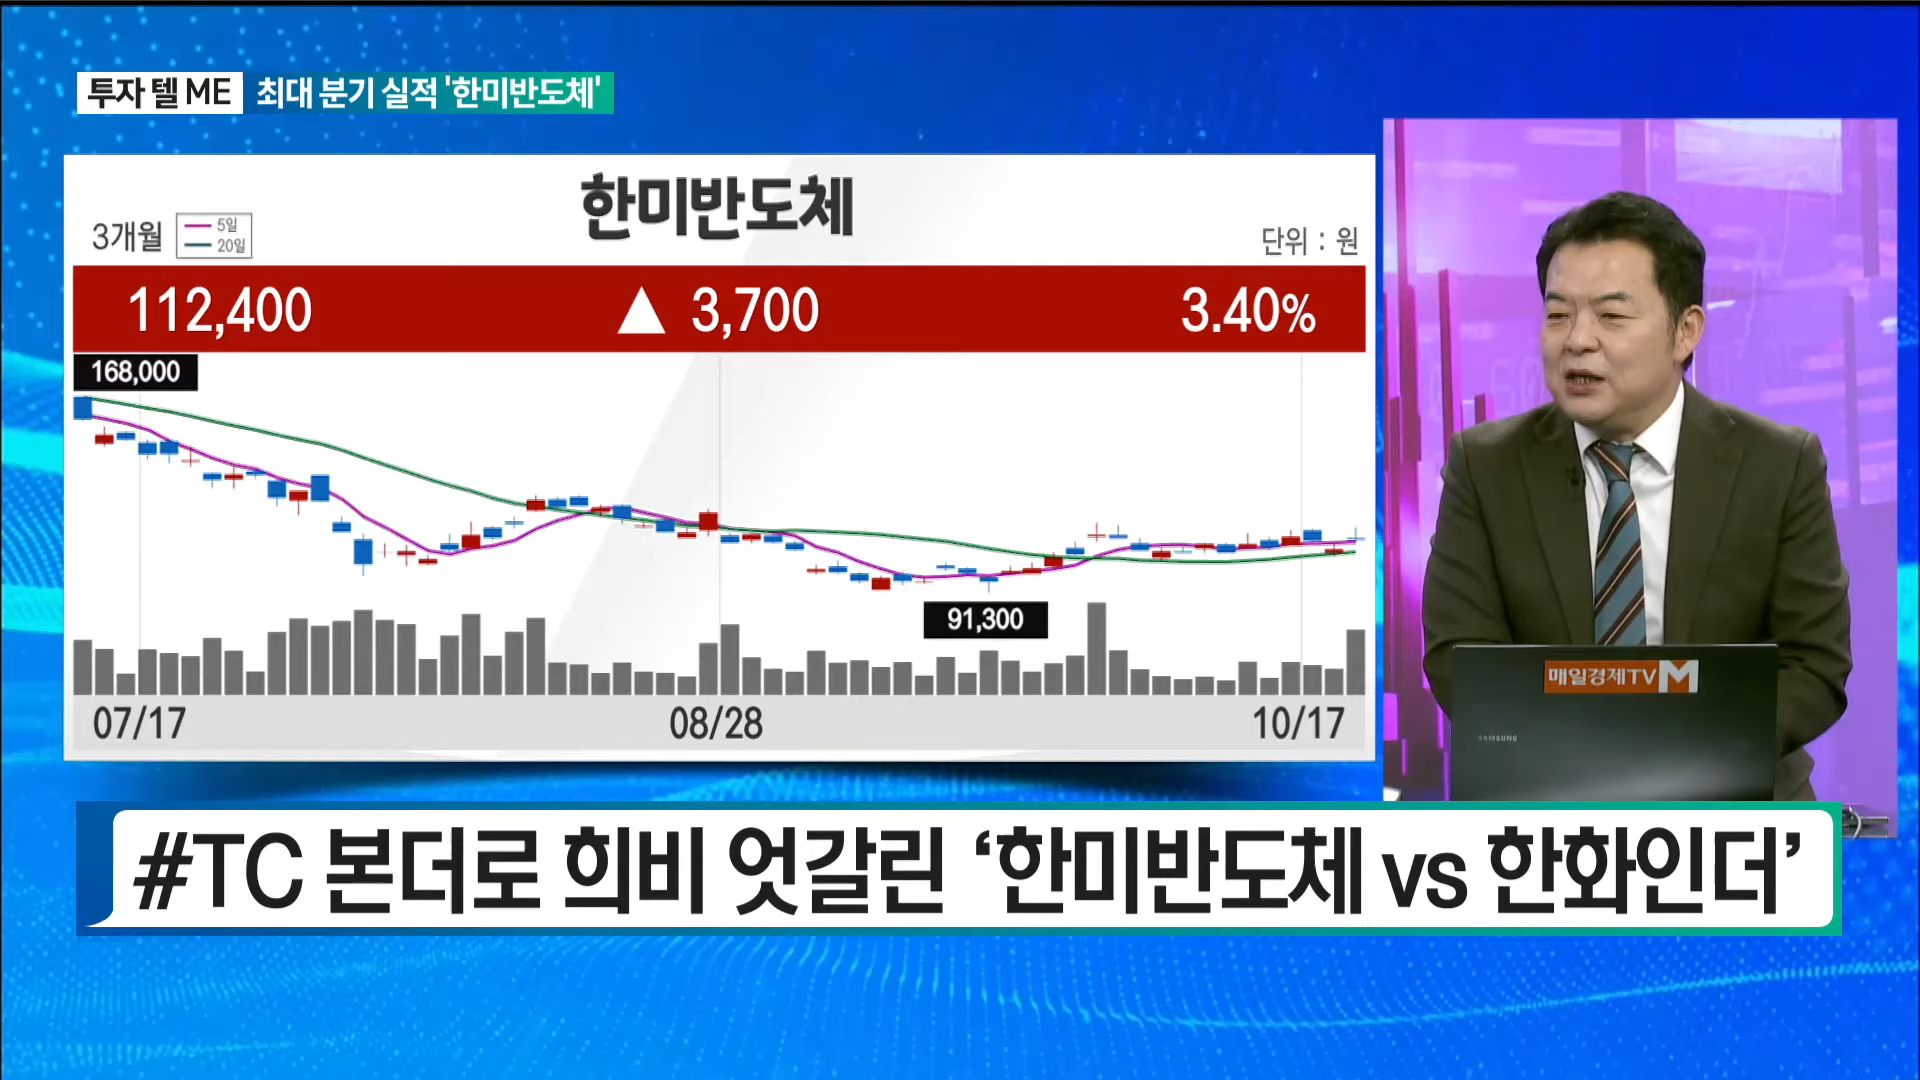 투자 텔 ME 최대 분기 실적 '한미반도체'
한미반도체
3개월
5일
20일
단위 : 원
112,400 ▲ 3,700 3.40%
168,000
91,300
07/17 08/28 10/17
매일경제TV M
SAMSUNG
#TC 본더로 희비 엇갈린 ‘한미반도체 vs 한화인더’